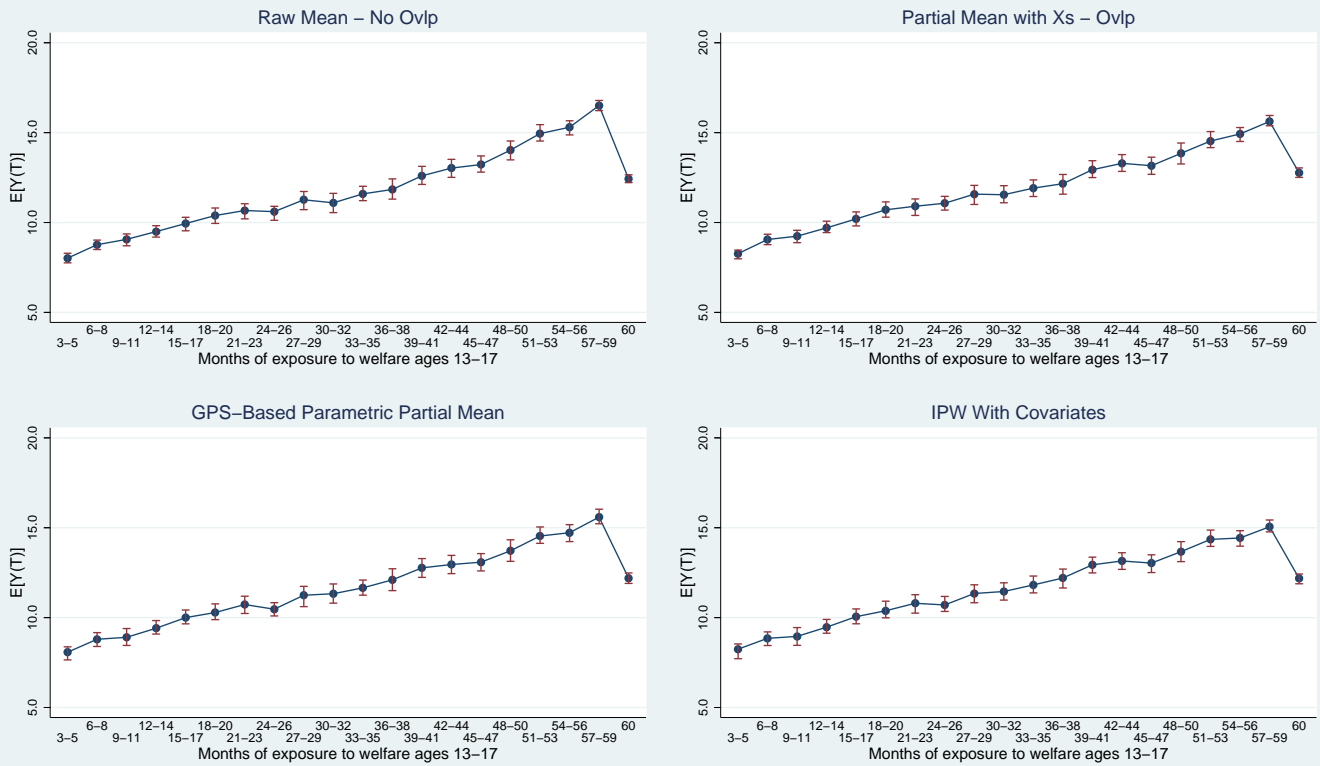 Raw Mean – No Ovlp
E[Y(T)]
20.0
15.0
10.0
5.0
6–8 12–14 18–20 24–26 30–32 36–38 42–44 48–50 54–56 60
3–5 9–11 15–17 21–23 27–29 33–35 39–41 45–47 51–53 57–59
Months of exposure to welfare ages 13–17
Partial Mean with Xs – Ovlp
E[Y(T)]
20.0
15.0
10.0
5.0
6–8 12–14 18–20 24–26 30–32 36–38 42–44 48–50 54–56 60
3–5 9–11 15–17 21–23 27–29 33–35 39–41 45–47 51–53 57–59
Months of exposure to welfare ages 13–17
GPS–Based Parametric Partial Mean
E[Y(T)]
20.0
15.0
10.0
5.0
6–8 12–14 18–20 24–26 30–32 36–38 42–44 48–50 54–56 60
3–5 9–11 15–17 21–23 27–29 33–35 39–41 45–47 51–53 57–59
Months of exposure to welfare ages 13–17
IPW With Covariates
E[Y(T)]
20.0
15.0
10.0
5.0
6–8 12–14 18–20 24–26 30–32 36–38 42–44 48–50 54–56 60
3–5 9–11 15–17 21–23 27–29 33–35 39–41 45–47 51–53 57–59
Months of exposure to welfare ages 13–17